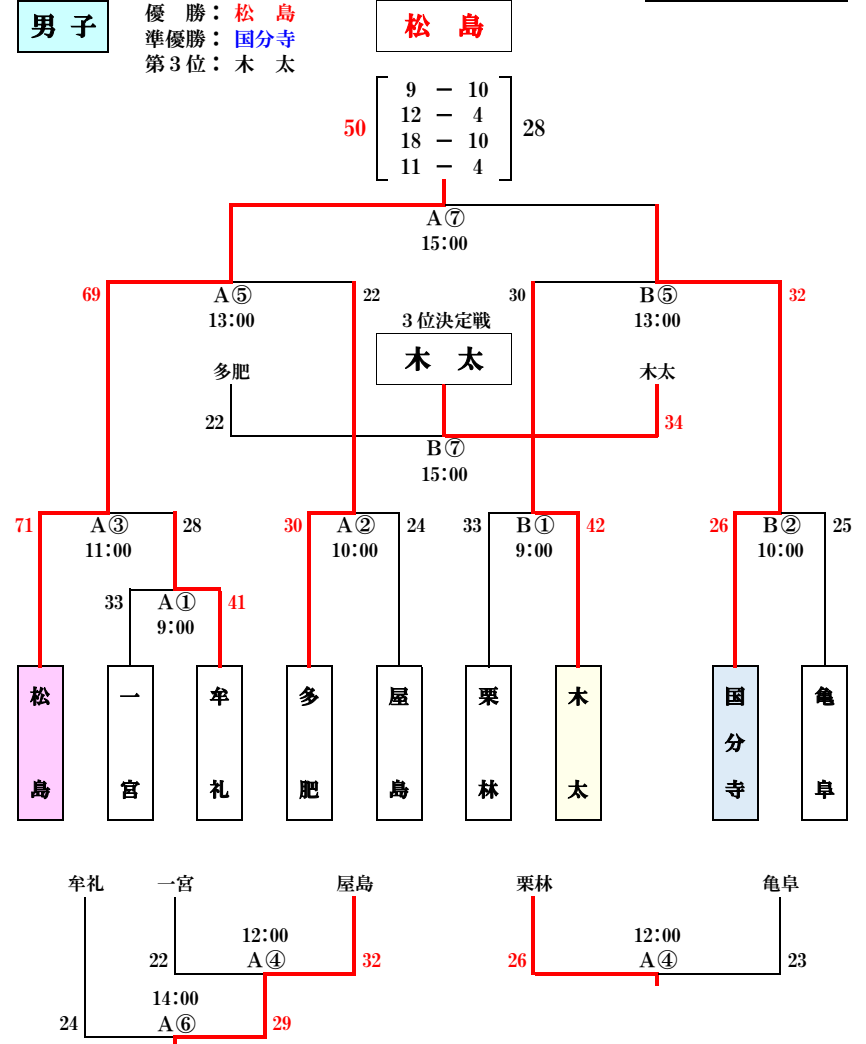 男 子
優　勝： 松　島
準優勝： 国分寺
第３位： 木　太
松　島
50
9 － 10
12 － 4
18 － 10
11 － 4
28
A⑦
15:00
69 A⑤ 22 30 B⑤ 32
13:00 13:00
３位決定戦
木　太
多肥 木太
22 34
B⑦
15:00
71 A③ 28 30 A② 24 33 B① 42 26 B② 25
11:00 10:00 9:00 10:00
33 A① 41
9:00
松島 一宮 牟礼 多肥 屋島 栗林 木太 国分寺 亀阜
牟礼 一宮 屋島 栗林 亀阜
12:00 12:00
22 A④ 32 26 A④ 23
14:00
24 A⑥ 29